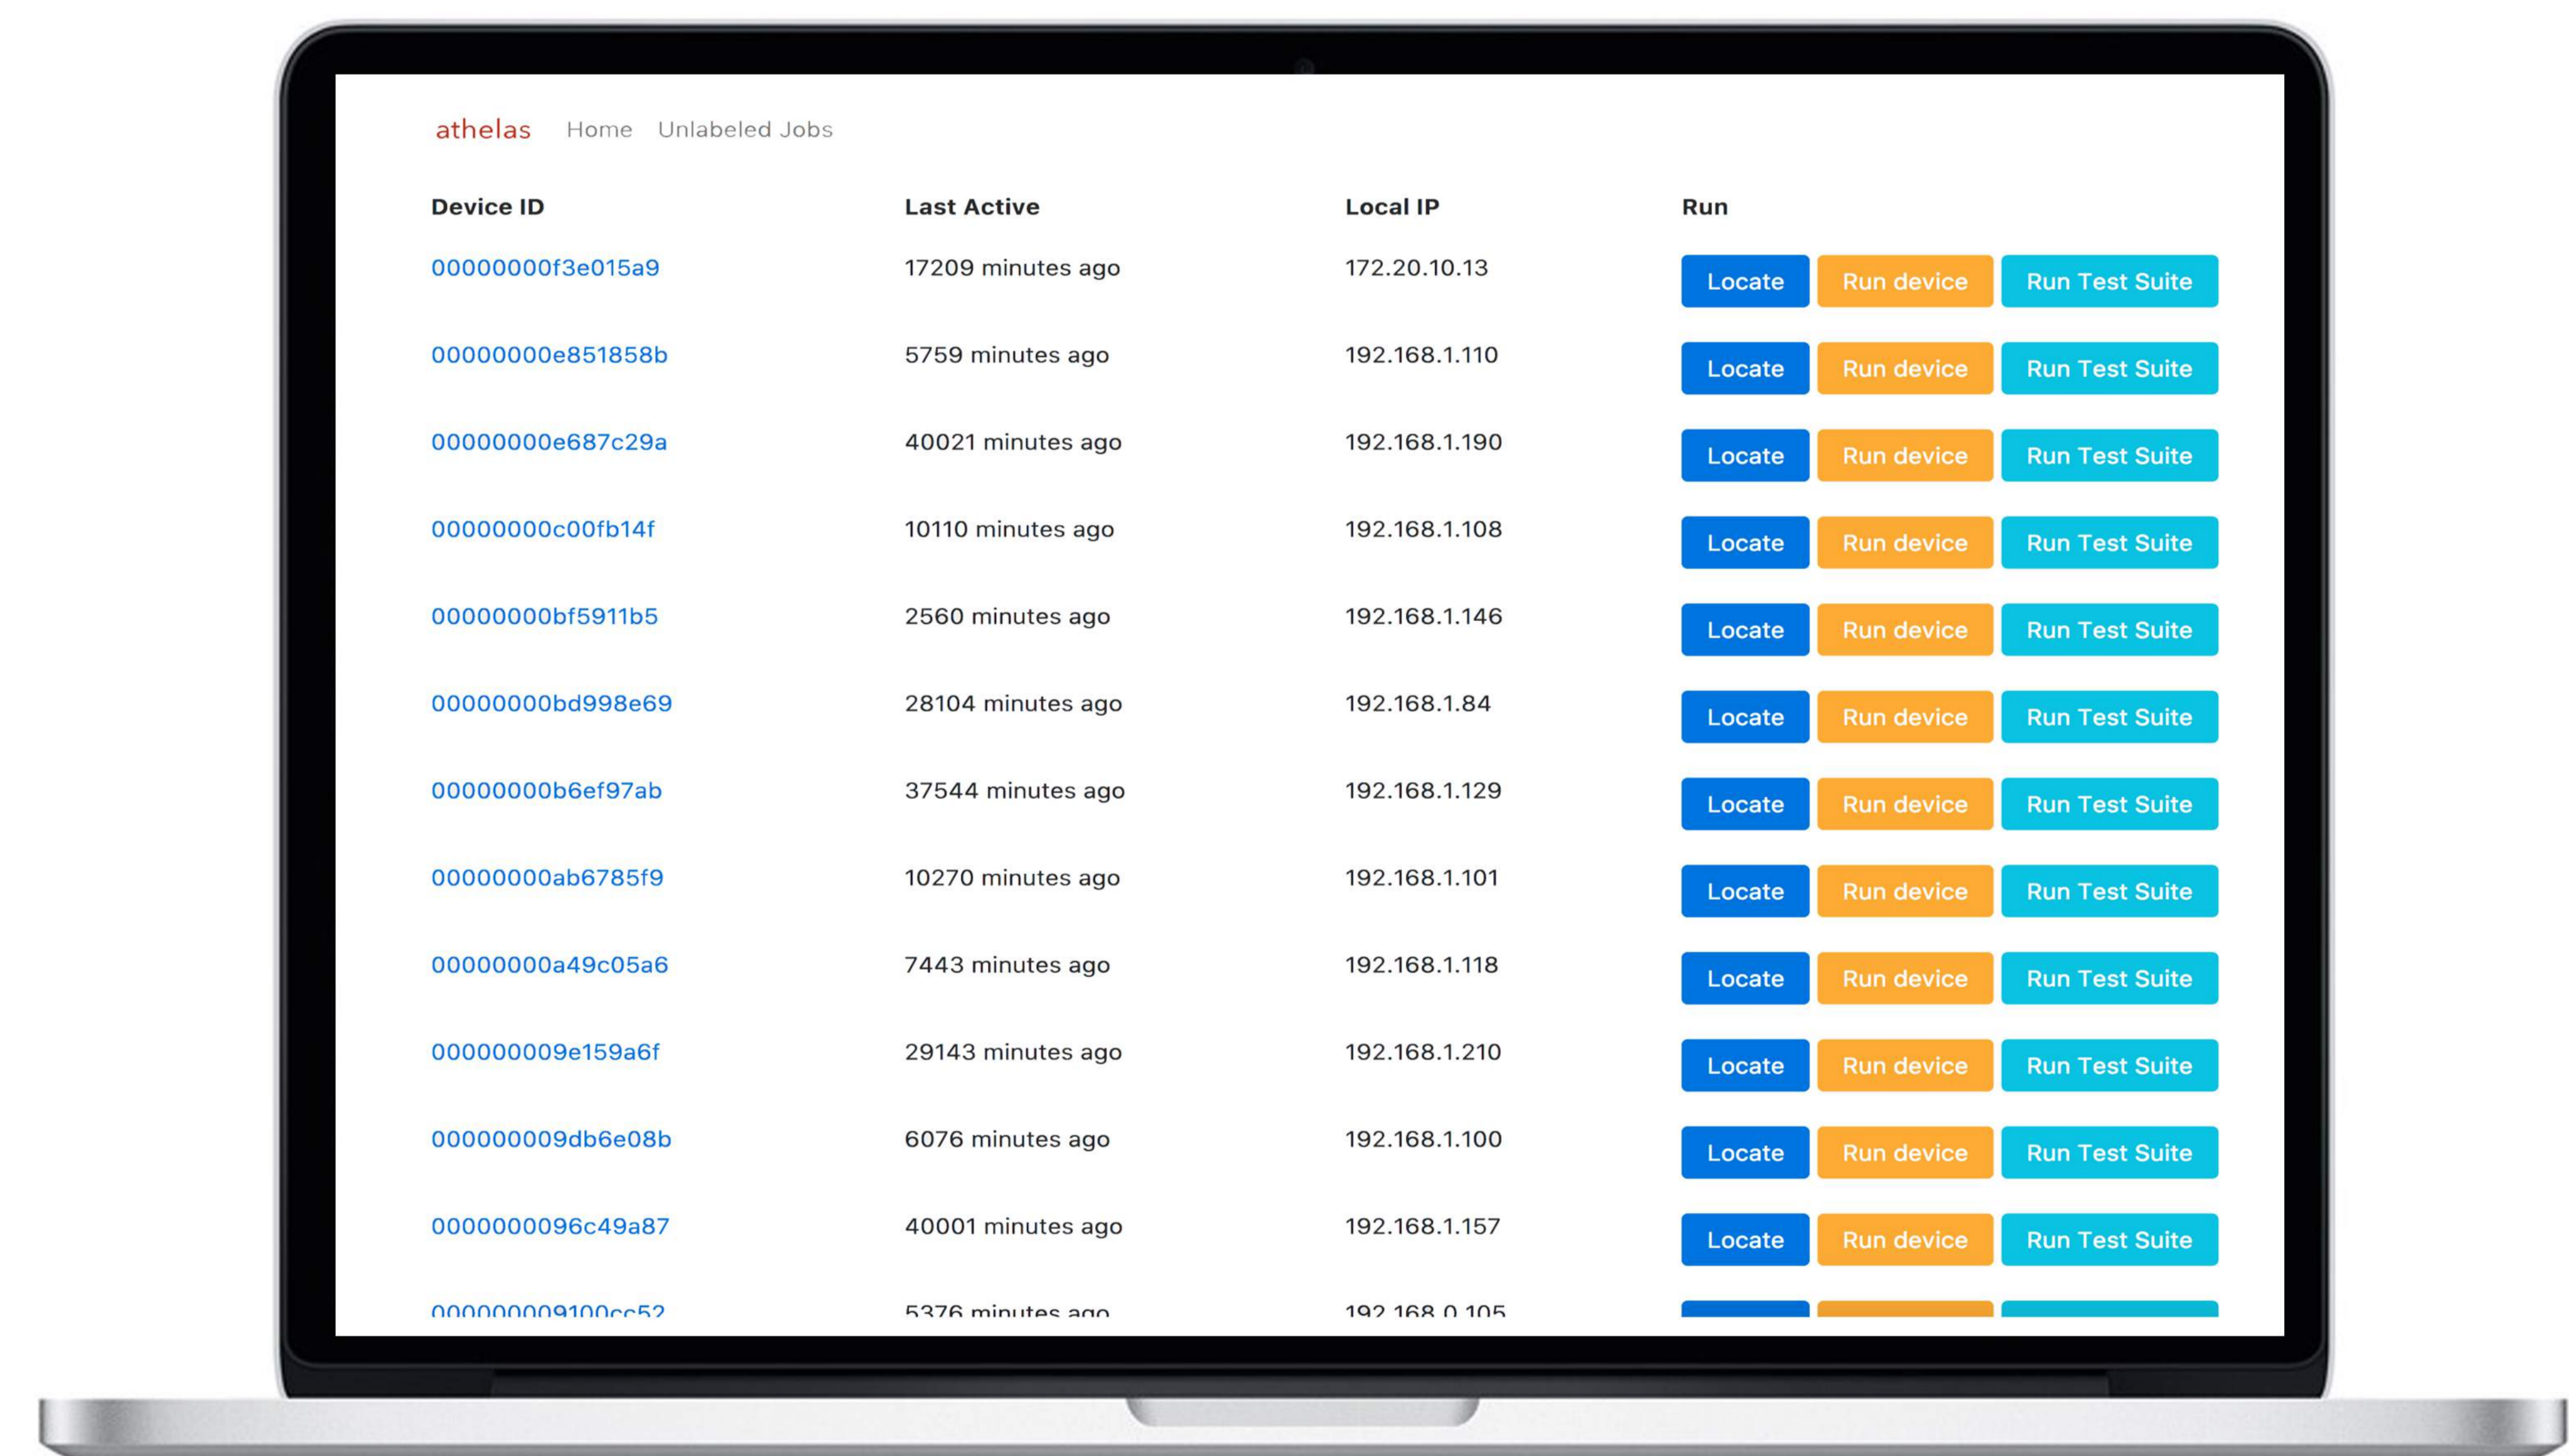 athelas Home Unlabeled Jobs
Device ID Last Active Local IP Run
00000000f3e015a9 17209 minutes ago 172.20.10.13 Locate Run device Run Test Suite
00000000e851858b 5759 minutes ago 192.168.1.110 Locate Run device Run Test Suite
00000000e687c29a 40021 minutes ago 192.168.1.190 Locate Run device Run Test Suite
00000000c00fb14f 10110 minutes ago 192.168.1.108 Locate Run device Run Test Suite
00000000bf5911b5 2560 minutes ago 192.168.1.146 Locate Run device Run Test Suite
00000000bd998e69 28104 minutes ago 192.168.1.84 Locate Run device Run Test Suite
00000000b6ef97ab 37544 minutes ago 192.168.1.129 Locate Run device Run Test Suite
00000000ab6785f9 10270 minutes ago 192.168.1.101 Locate Run device Run Test Suite
00000000a49c05a6 7443 minutes ago 192.168.1.118 Locate Run device Run Test Suite
000000009e159a6f 29143 minutes ago 192.168.1.210 Locate Run device Run Test Suite
000000009db6e08b 6076 minutes ago 192.168.1.100 Locate Run device Run Test Suite
0000000096c49a87 40001 minutes ago 192.168.1.157 Locate Run device Run Test Suite
000000009100cc52 5376 minutes ago 192.168.0.105